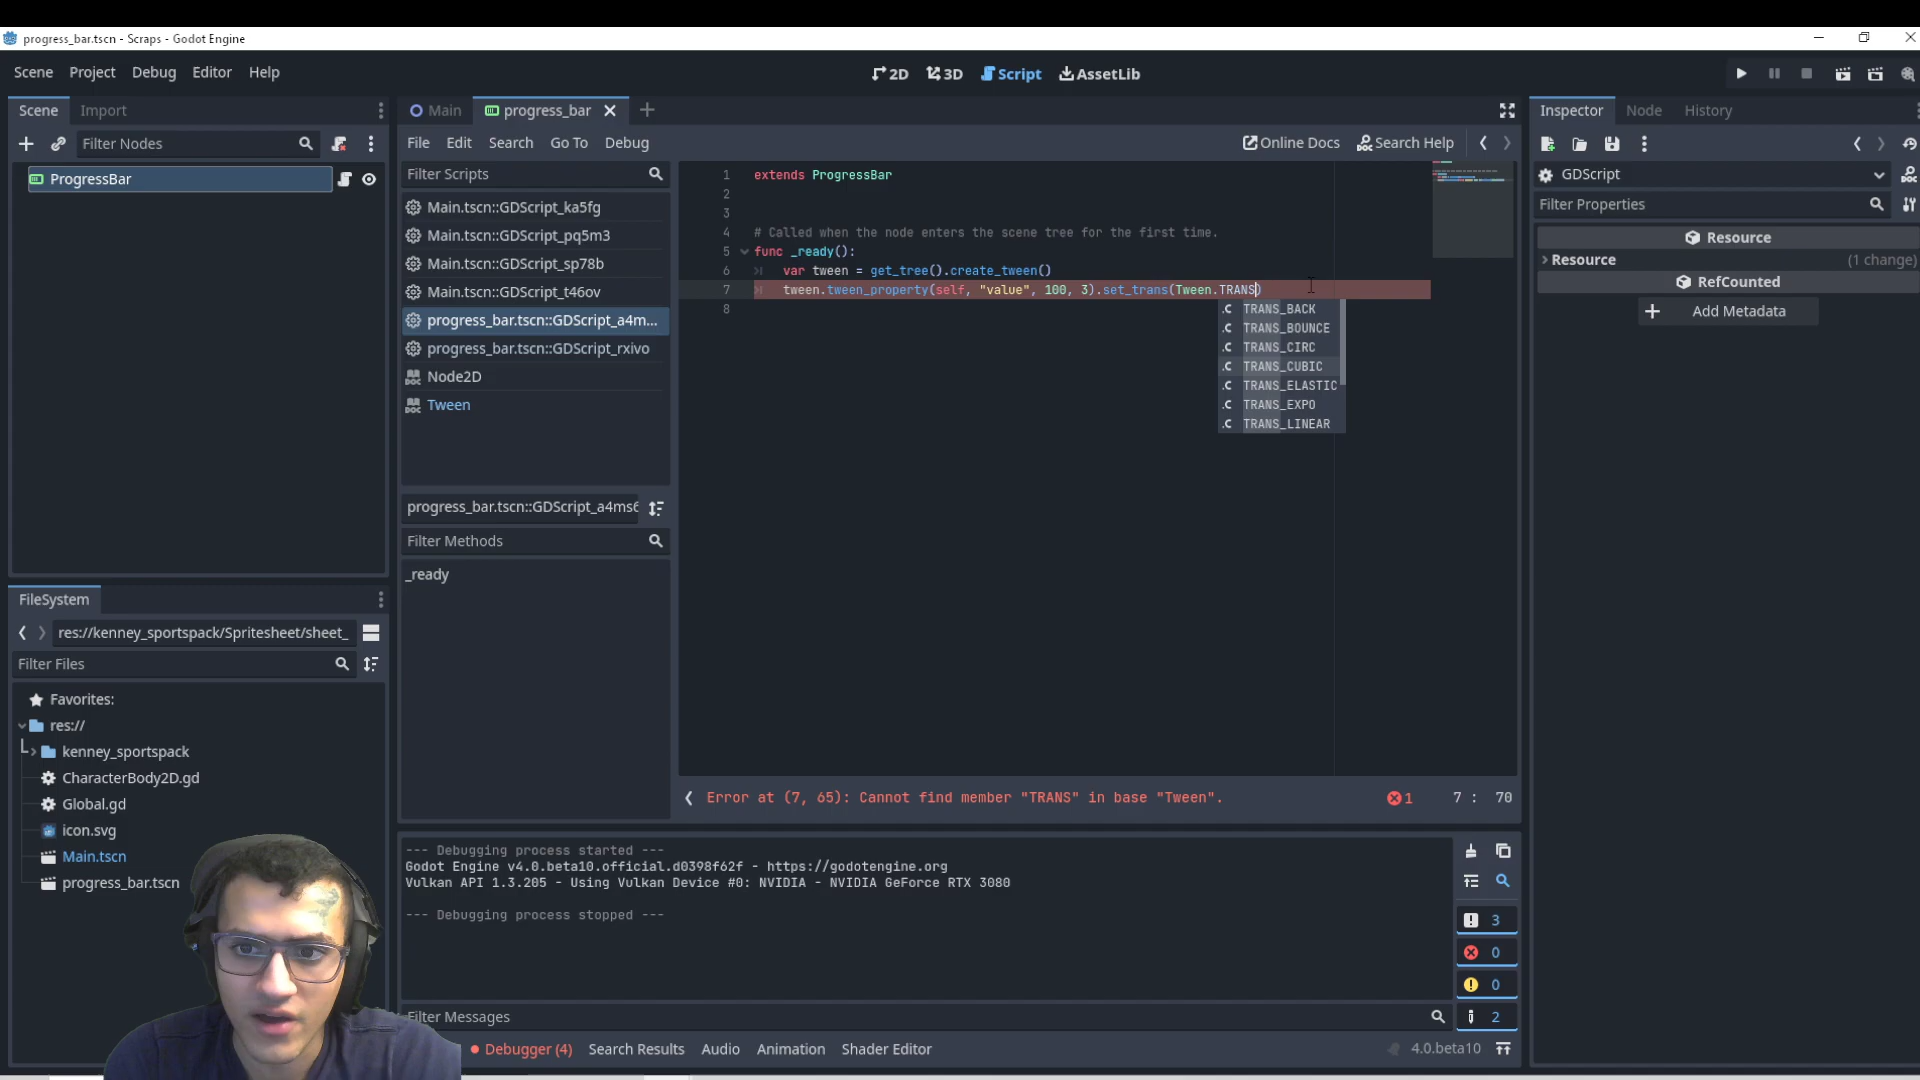 progress_bar.tscn - Scraps - Godot Engine
Scene Project Debug Editor Help
2D 3D Script AssetLib
Scene Import
Filter Nodes
ProgressBar
Main progress_bar
File Edit Search Go To Debug
Online Docs Search Help
Filter Scripts
Main.tscn::GDScript_ka5fg
Main.tscn::GDScript_pq5m3
Main.tscn::GDScript_sp78b
Main.tscn::GDScript_t46ov
progress_bar.tscn::GDScript_a4m...
progress_bar.tscn::GDScript_rxivo
Node2D
Tween
progress_bar.tscn::GDScript_a4ms6
Filter Methods
_ready
1 extends ProgressBar
2
3
4 # Called when the node enters the scene tree for the first time.
5 func _ready():
6 var tween = get_tree().create_tween()
7 tween.tween_property(self, "value", 100, 3).set_trans(Tween.TRANS)
8
.C TRANS_BACK
.C TRANS_BOUNCE
.C TRANS_CIRC
.C TRANS_CUBIC
.C TRANS_ELASTIC
.C TRANS_EXPO
.C TRANS_LINEAR
Error at (7, 65): Cannot find member "TRANS" in base "Tween".
1 7 : 70
Inspector Node History
GDScript
Filter Properties
Resource
Resource (1 change)
RefCounted
Add Metadata
FileSystem
res://kenney_sportspack/Spritesheet/sheet_
Filter Files
Favorites:
res://
kenney_sportspack
CharacterBody2D.gd
Global.gd
icon.svg
Main.tscn
progress_bar.tscn
--- Debugging process started ---
Godot Engine v4.0.beta10.official.d0398f62f - https://godotengine.org
Vulkan API 1.3.205 - Using Vulkan Device #0: NVIDIA - NVIDIA GeForce RTX 3080
--- Debugging process stopped ---
3
0
0
2
Filter Messages
Debugger (4) Search Results Audio Animation Shader Editor
4.0.beta10